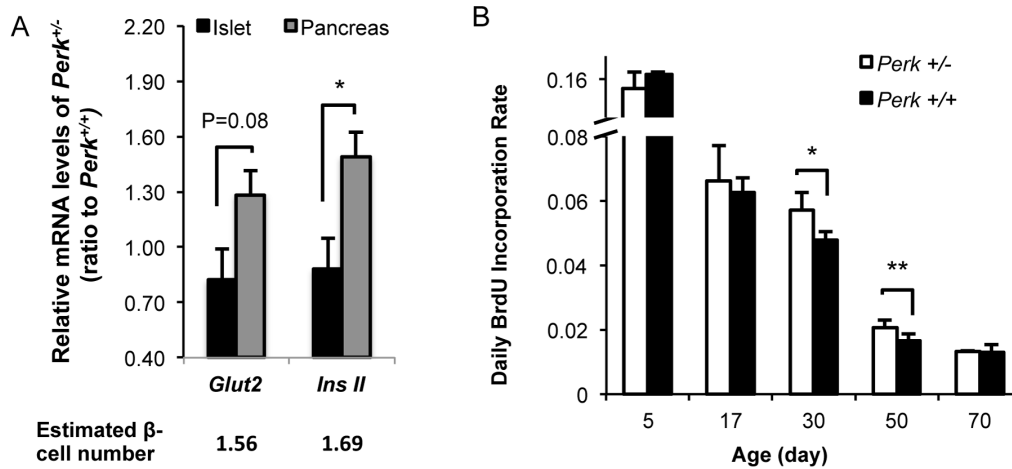 A
Relative mRNA levels of Perk+/-
(ratio to Perk+/+)
2.20
1.90
1.60
1.30
1.00
0.70
0.40
Islet Pancreas
P=0.08
*
Glut2 Ins II
Estimated β-
cell number
1.56 1.69
B
Daily BrdU Incorporation Rate
0.16
0.08
0.06
0.04
0.02
0
Perk +/-
Perk +/+
*
**
5 17 30 50 70
Age (day)